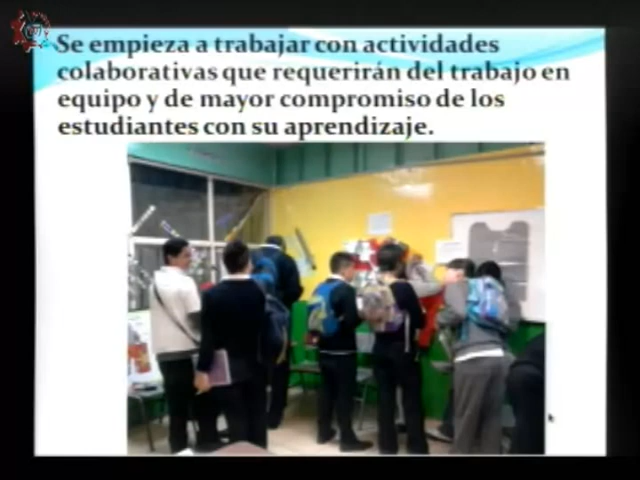 Se empieza a trabajar con actividades
colaborativas que requerirán del trabajo en
equipo y de mayor compromiso de los
estudiantes con su aprendizaje.